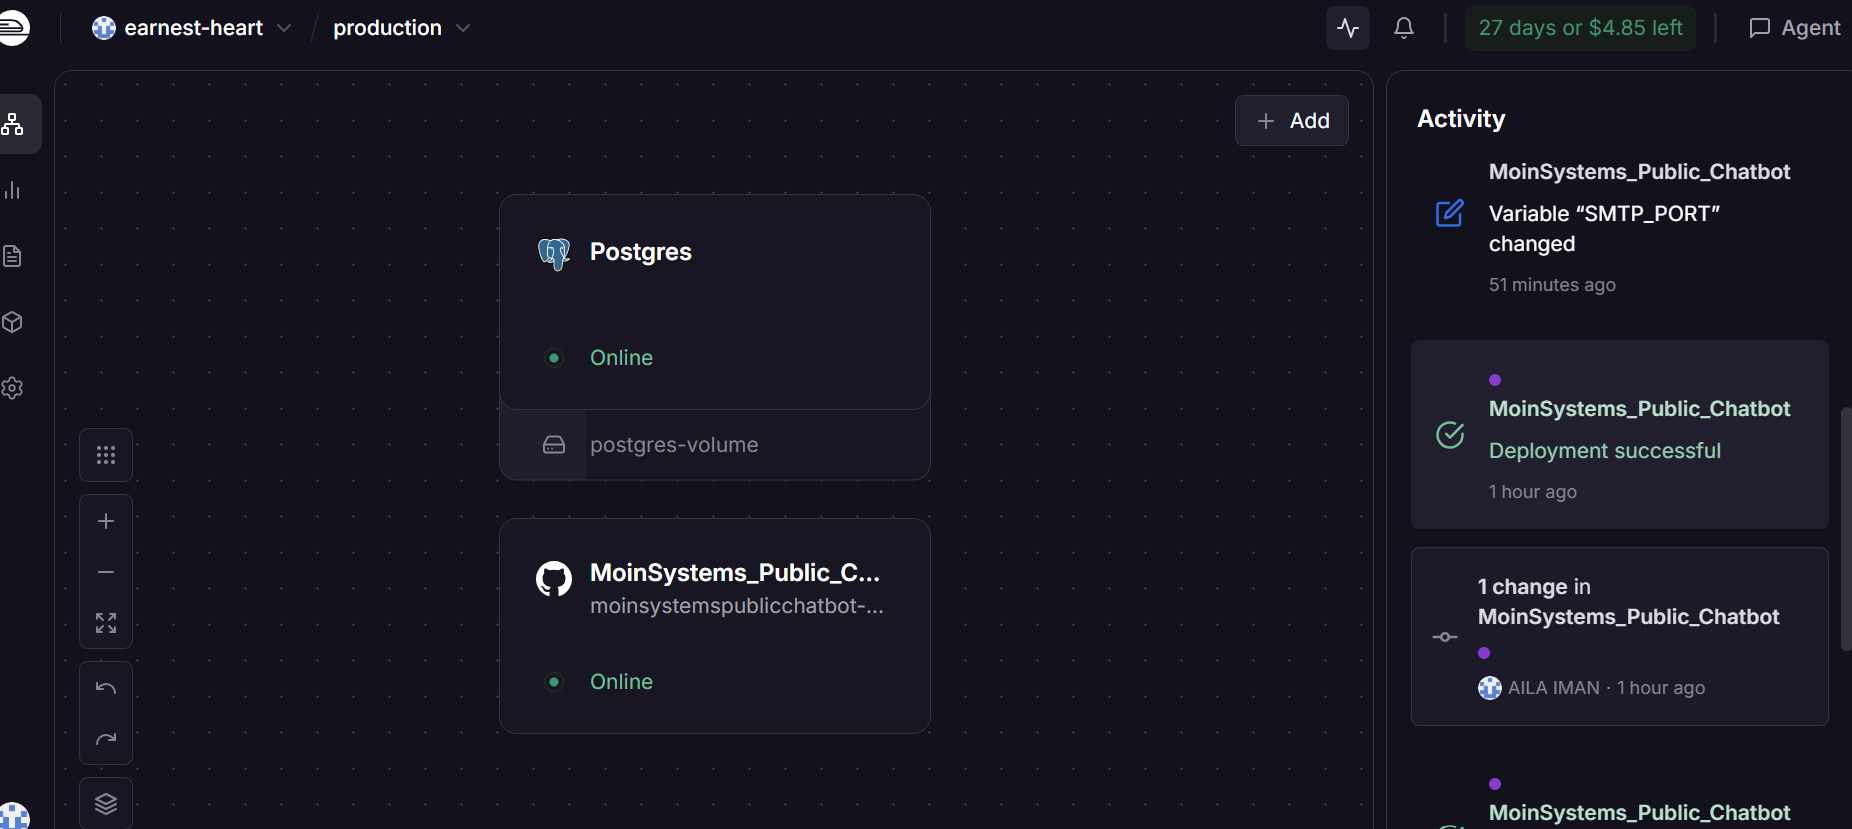 earnest-heart
production
27 days or $4.85 left
Agent
Add
Postgres
Online
postgres-volume
MoinSystems_Public_C...
moinsystemspublicchatbot-...
Online
Activity
MoinSystems_Public_Chatbot
Variable “SMTP_PORT”
changed
51 minutes ago
MoinSystems_Public_Chatbot
Deployment successful
1 hour ago
1 change in
MoinSystems_Public_Chatbot
AILA IMAN · 1 hour ago
MoinSystems_Public_Chatbot